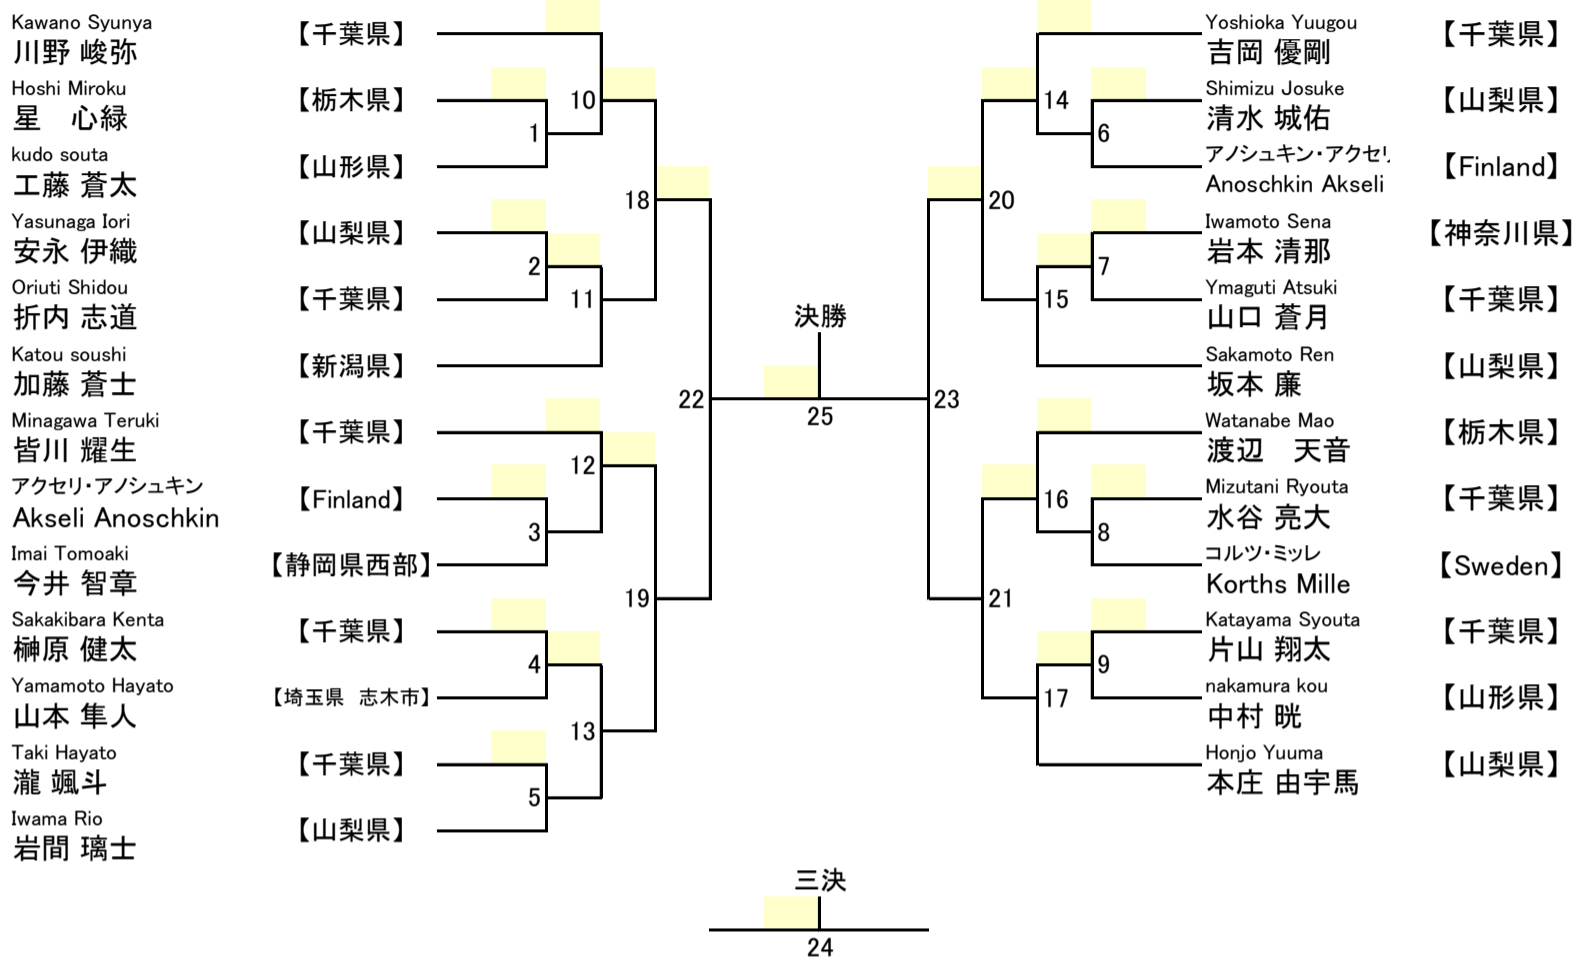 Kawano Syunya
川野 峻弥
【千葉県】
Hoshi Miroku
星　心緑
【栃木県】
kudo souta
工藤 蒼太
【山形県】
Yasunaga Iori
安永 伊織
【山梨県】
Oriuti Shidou
折内 志道
【千葉県】
Katou soushi
加藤 蒼士
【新潟県】
Minagawa Teruki
皆川 耀生
【千葉県】
アクセリ・アノシュキン
Akseli Anoschkin
【Finland】
Imai Tomoaki
今井 智章
【静岡県西部】
Sakakibara Kenta
榊原 健太
【千葉県】
Yamamoto Hayato
山本 隼人
【埼玉県　志木市】
Taki Hayato
瀧 颯斗
【千葉県】
Iwama Rio
岩間 璃士
【山梨県】
1
2
3
4
5
10
11
12
13
18
19
22
決勝
25
三決
24
23
20
21
14
15
16
17
6
7
8
9
Yoshioka Yuugou
吉岡 優剛
【千葉県】
Shimizu Josuke
清水 城佑
【山梨県】
アノシュキン・アクセリ
Anoschkin Akseli
【Finland】
Iwamoto Sena
岩本 清那
【神奈川県】
Ymaguti Atsuki
山口 蒼月
【千葉県】
Sakamoto Ren
坂本 廉
【山梨県】
Watanabe Mao
渡辺　天音
【栃木県】
Mizutani Ryouta
水谷 亮大
【千葉県】
コルツ・ミッレ
Korths Mille
【Sweden】
Katayama Syouta
片山 翔太
【千葉県】
nakamura kou
中村 晄
【山形県】
Honjo Yuuma
本庄 由宇馬
【山梨県】